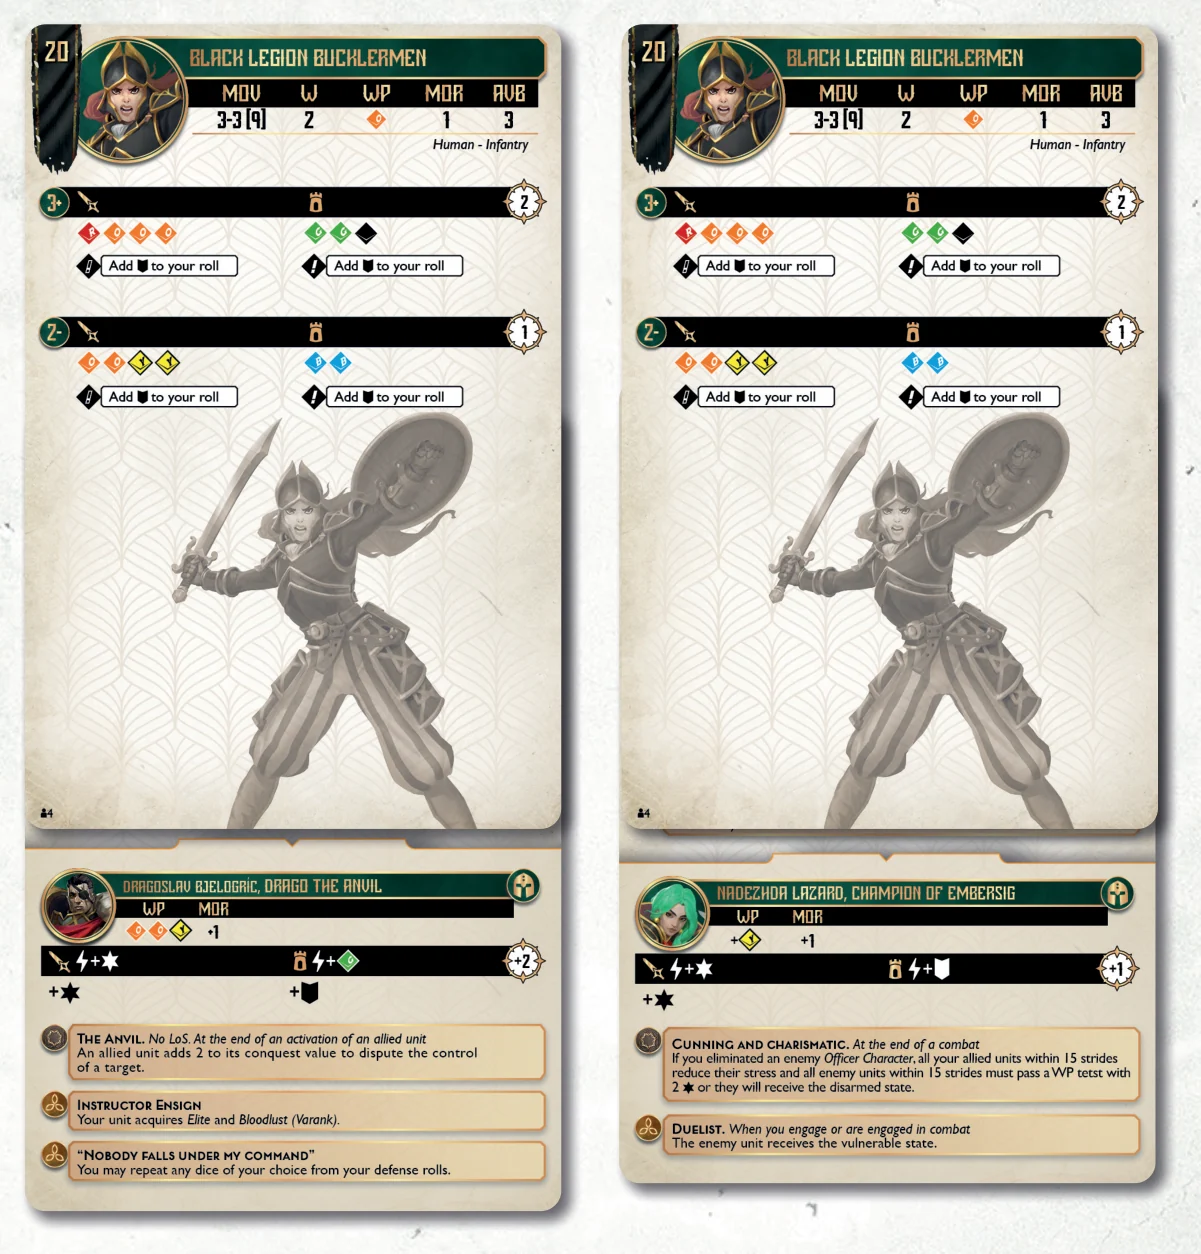 20
BLACK LEGION BUCKLERMEN
MOV W WP MOR AVB
3-3 [9] 2 O 1 3
Human - Infantry
3+ 2
R O O O G G
! Add to your roll ! Add to your roll
2- 1
O O Y Y B B
! Add to your roll ! Add to your roll
4
DRAGOSLAV BJELOGRIC, DRAGO THE ANVIL
WP MOR
O O Y +1
+ + G +2
+ +
THE ANVIL. No LoS. At the end of an activation of an allied unit
An allied unit adds 2 to its conquest value to dispute the control
of a target.
INSTRUCTOR ENSIGN
Your unit acquires Elite and Bloodlust (Varank).
“NOBODY FALLS UNDER MY COMMAND”
You may repeat any dice of your choice from your defense rolls.
20
BLACK LEGION BUCKLERMEN
MOV W WP MOR AVB
3-3 [9] 2 O 1 3
Human - Infantry
3+ 2
R O O O G G
! Add to your roll ! Add to your roll
2- 1
O O Y Y B B
! Add to your roll ! Add to your roll
4
NADEZHDA LAZARD, CHAMPION OF EMBERSIG
WP MOR
+ Y +1
+ + +1
+
CUNNING AND CHARISMATIC. At the end of a combat
If you eliminated an enemy Officer Character, all your allied units within 15 strides
reduce their stress and all enemy units within 15 strides must pass a WP tetst with
2 or they will receive the disarmed state.
DUELIST. When you engage or are engaged in combat
The enemy unit receives the vulnerable state.